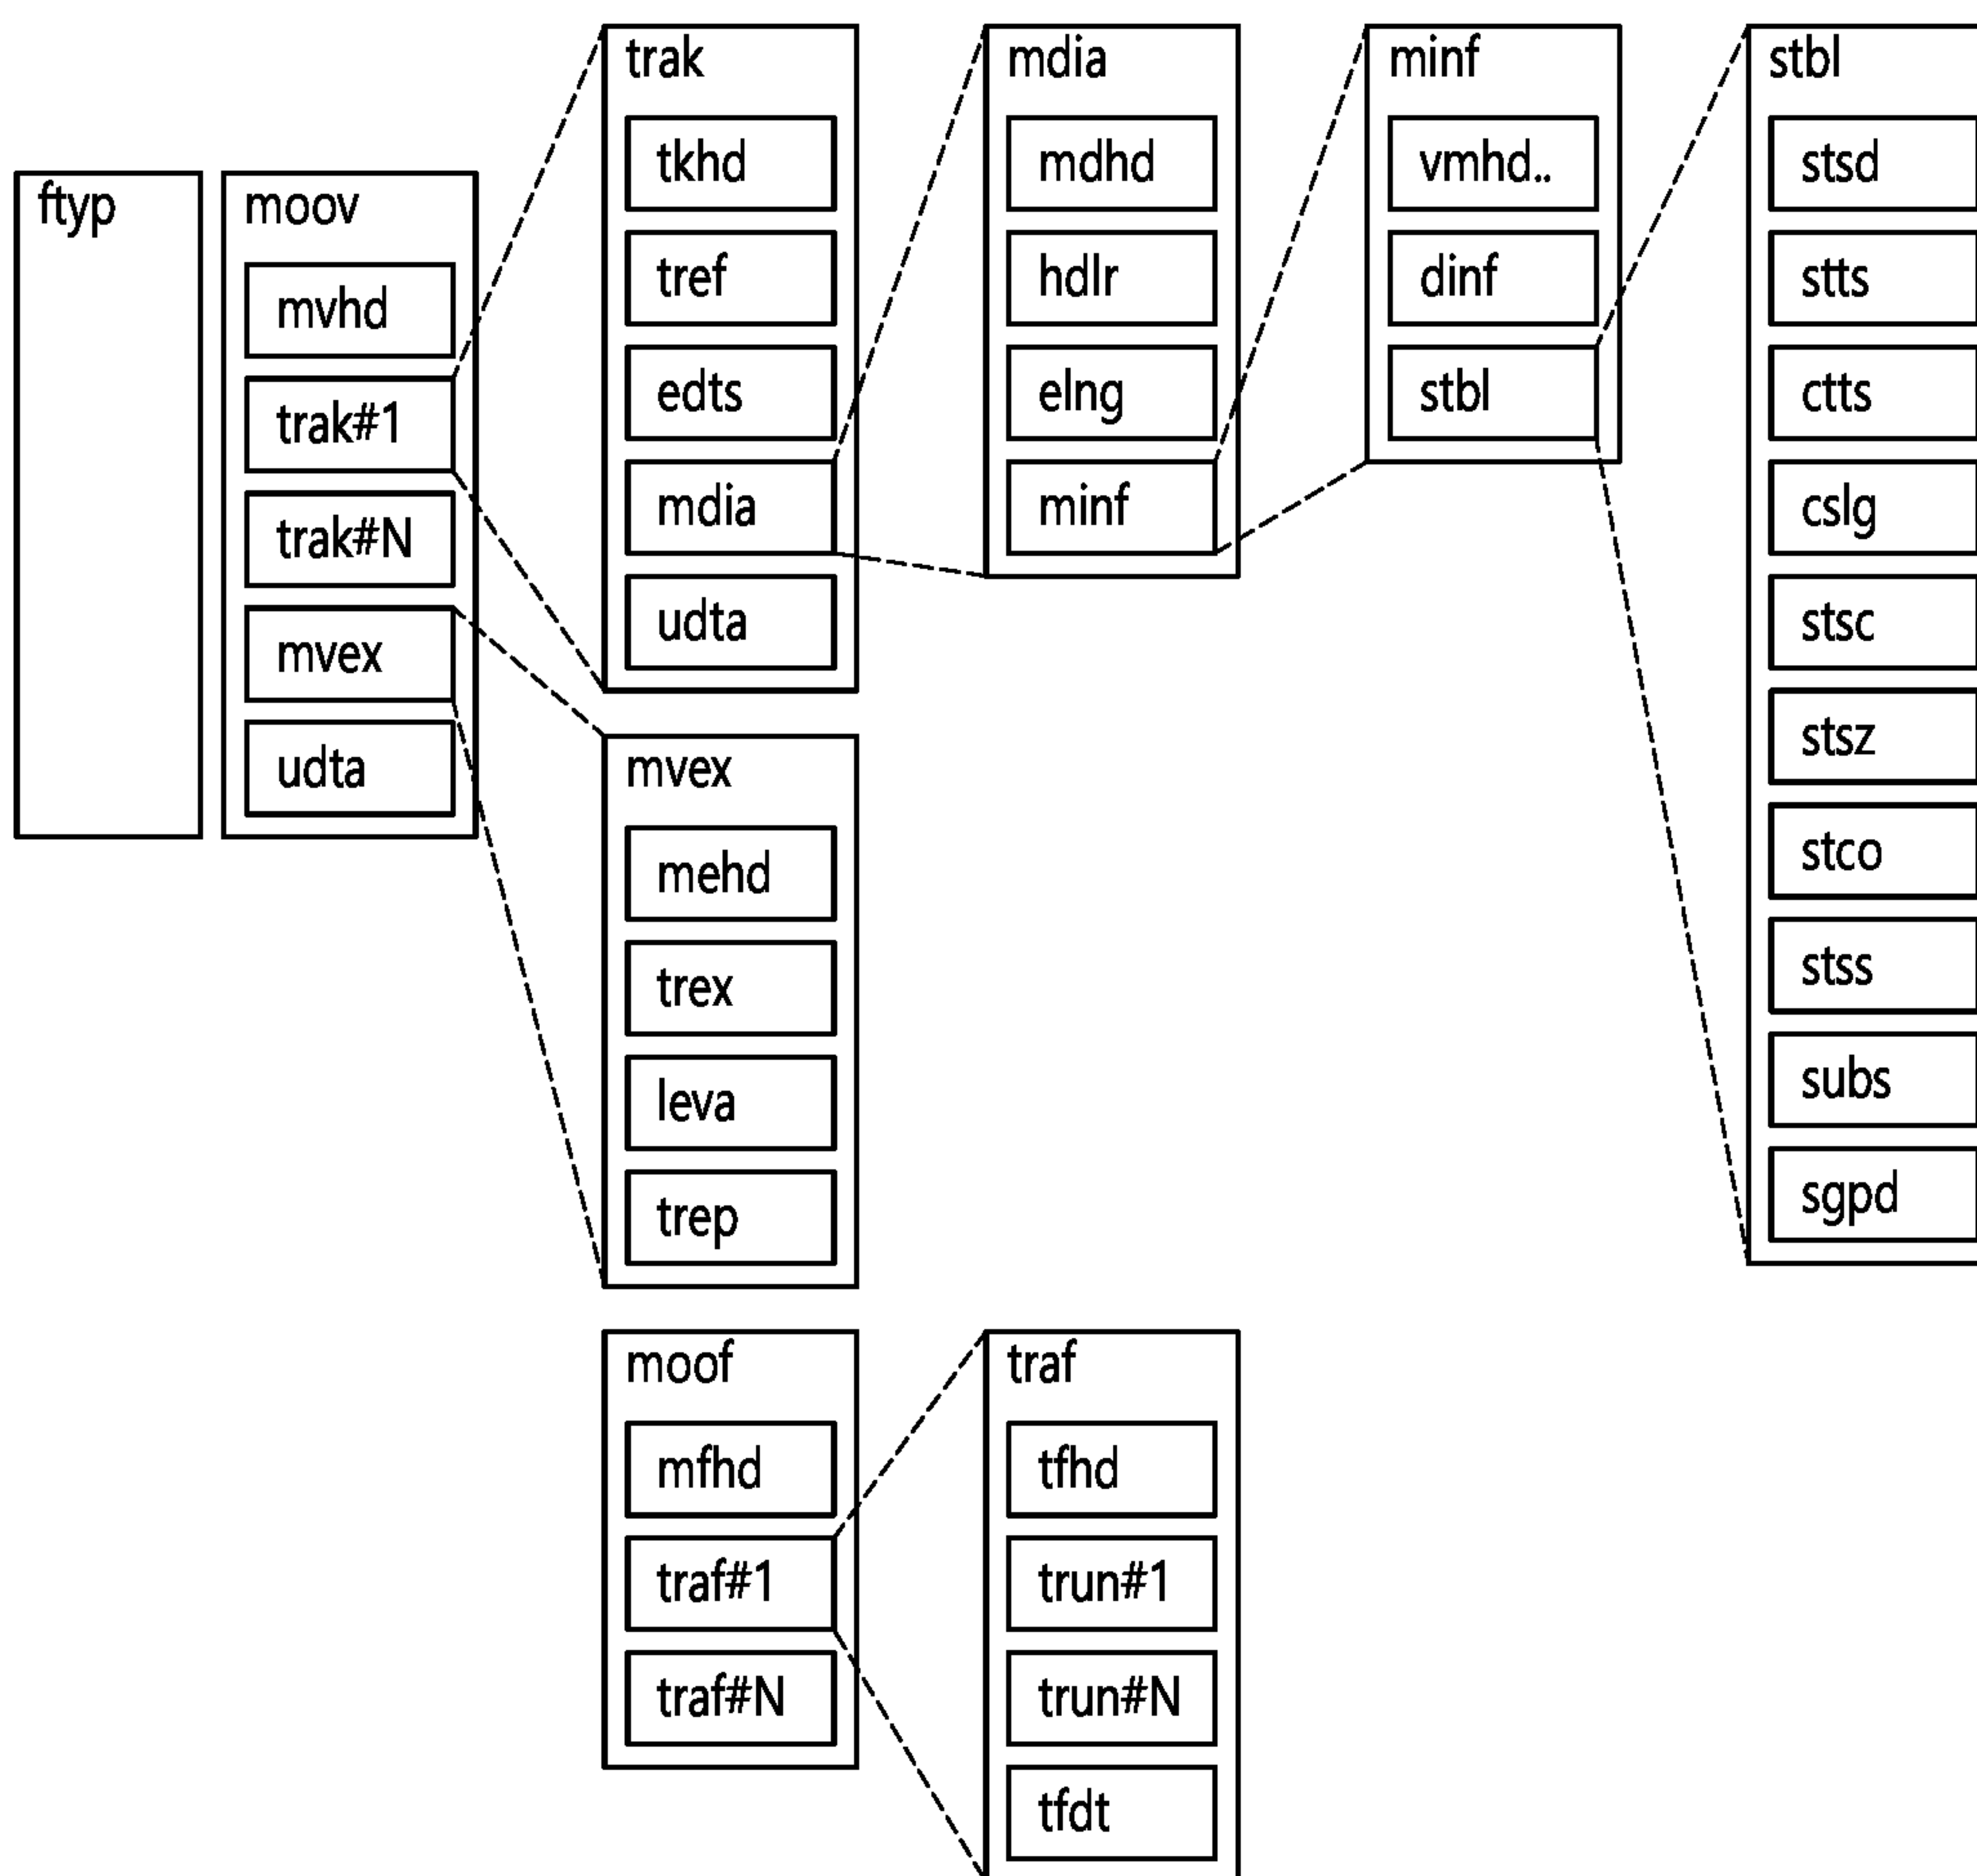 ftyp
moov
mvhd
trak#1
trak#N
mvex
udta
trak
tkhd
tref
edts
mdia
udta
mvex
mehd
trex
leva
trep
moof
mfhd
traf#1
traf#N
mdia
mdhd
hdlr
elng
minf
traf
tfhd
trun#1
trun#N
tfdt
minf
vmhd..
dinf
stbl
stbl
stsd
stts
ctts
cslg
stsc
stsz
stco
stss
subs
sgpd